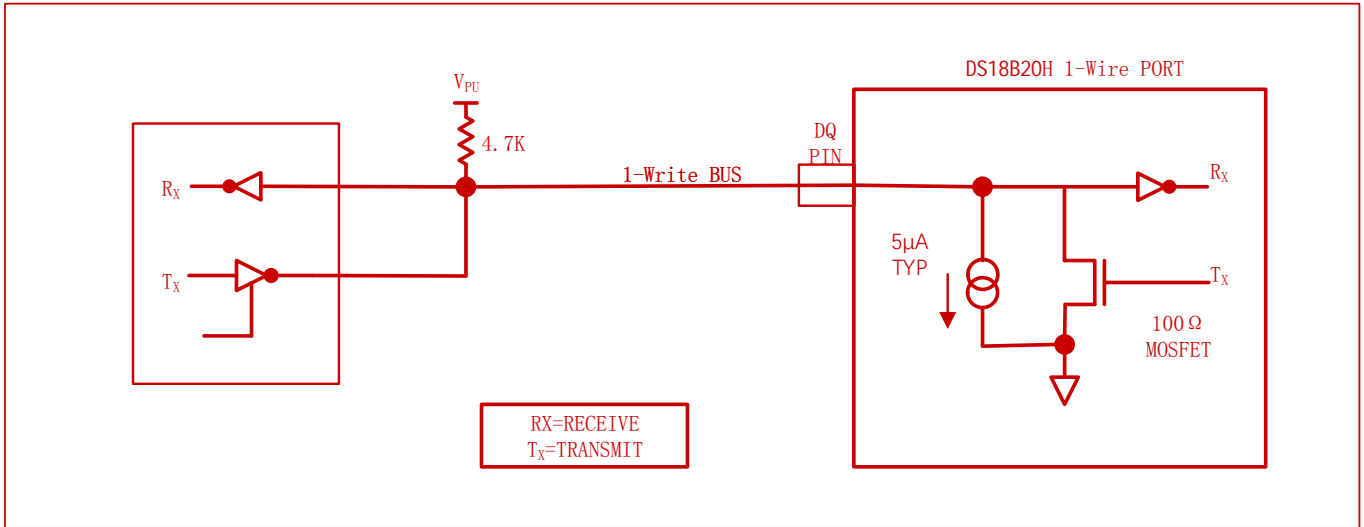 DS18B20H 1-Wire PORT
VPU
4.7K
DQ
PIN
RX
1-Write BUS
RX
5μA
TYP
TX
TX
100Ω
MOSFET
RX=RECEIVE
TX=TRANSMIT